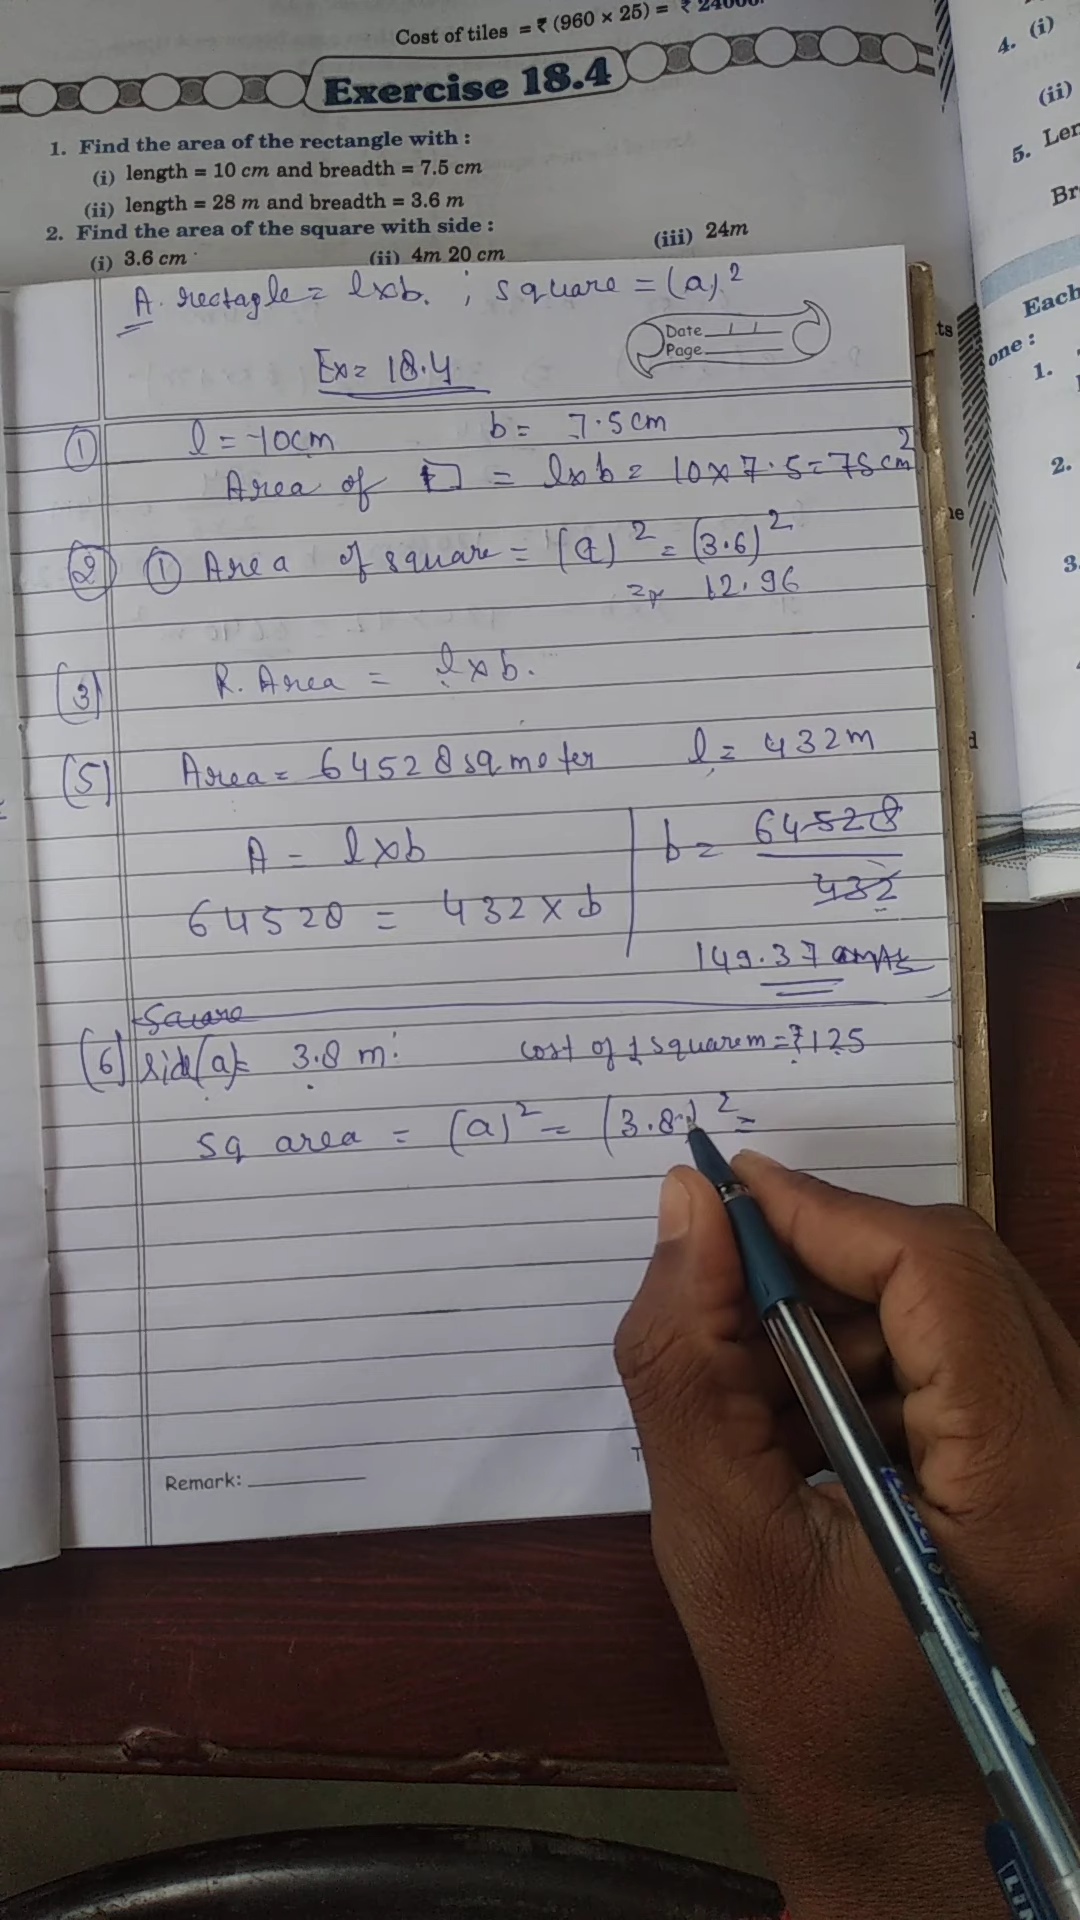 Cost of tiles = ₹ (960 × 25) = ₹ 24000.
Exercise 18.4
1. Find the area of the rectangle with :
(i) length = 10 cm and breadth = 7.5 cm
(ii) length = 28 m and breadth = 3.6 m
2. Find the area of the square with side :
(i) 3.6 cm (ii) 4m 20 cm (iii) 24m
A. rectagle = l×b. ; square = (a)²
Date
Page
Ex = 18.4
① l = 10cm b = 7.5cm
Area of ▭ = l×b = 10×7.5=75cm²
② ① Area of square = (a)² = (3.6)²
= 12.96
(3) R. Area = l×b.
(5) Area = 64528 sq meter l = 432m
A = l×b
b = 64528
432
64528 = 432×b
149.37
Square
(6) side(a)= 3.8 m. cost of 1 square m = ₹125
sq area = (a)² = (3.8)² =
Remark:
4. (i)
(ii)
5. Len
Br
Each
one :
1.
2.
3.
ts
LIN